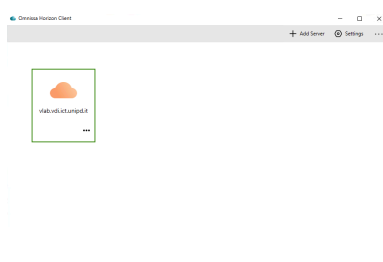 Omnissa Horizon Client
Add Server
Settings
vlab.vdi.ict.unipd.it